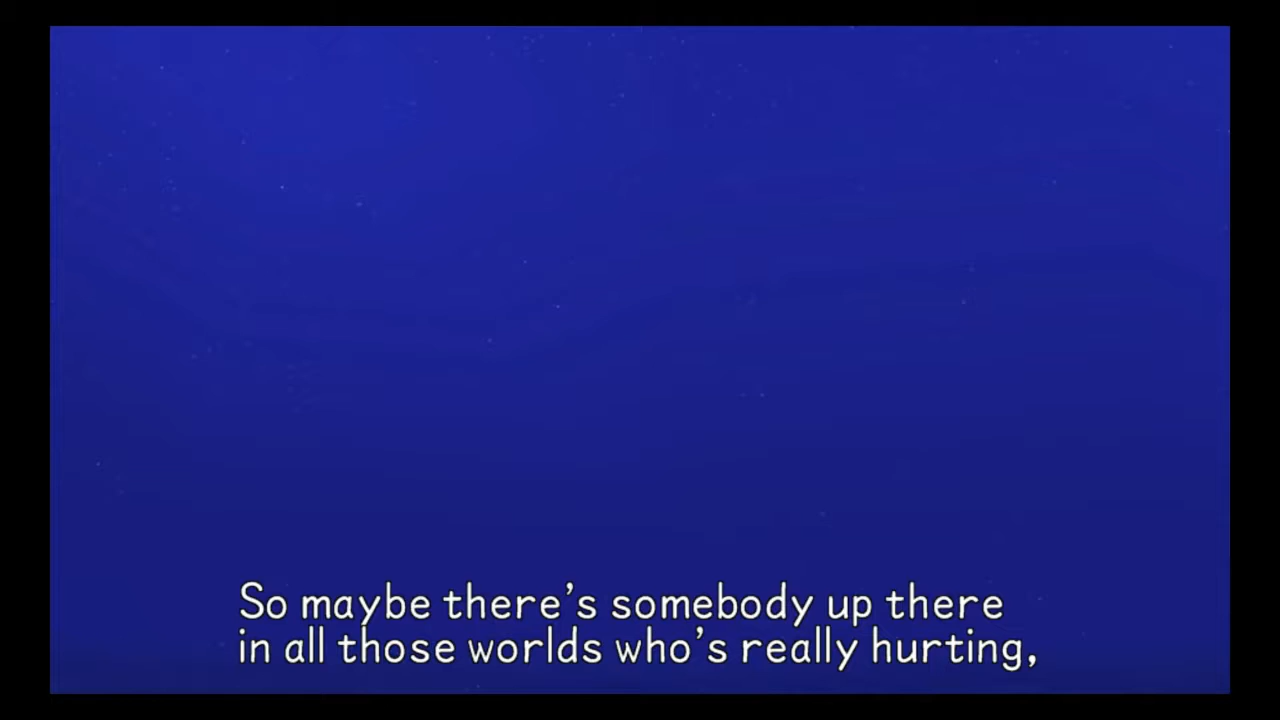 So maybe there's somebody up there
in all those worlds who's really hurting,